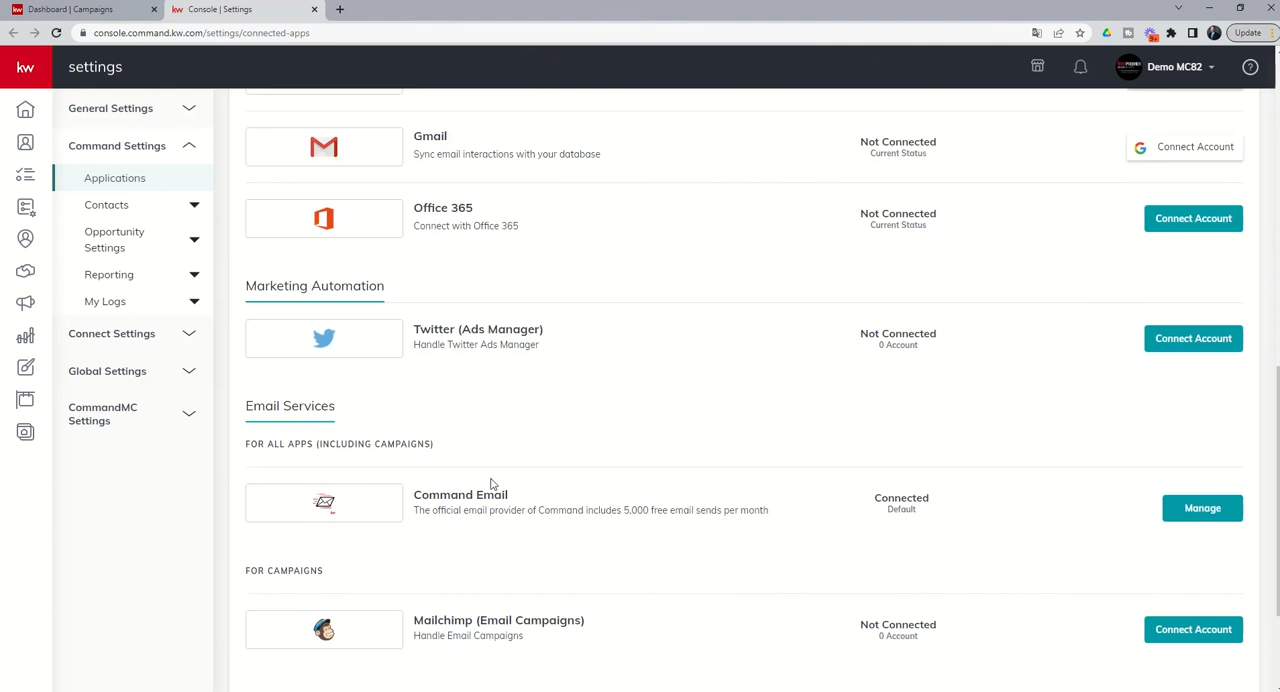 Dashboard | Campaigns
kw Console | Settings
console.command.kw.com/settings/connected-apps
9+
Update
kw
settings
Demo MC82
General Settings
Command Settings
Applications
Contacts
Opportunity
Settings
Reporting
My Logs
Connect Settings
Global Settings
CommandMC
Settings
Gmail
Sync email interactions with your database
Not Connected
Current Status
Connect Account
Office 365
Connect with Office 365
Not Connected
Current Status
Connect Account
Marketing Automation
Twitter (Ads Manager)
Handle Twitter Ads Manager
Not Connected
0 Account
Connect Account
Email Services
FOR ALL APPS (INCLUDING CAMPAIGNS)
Command Email
The official email provider of Command includes 5,000 free email sends per month
Connected
Default
Manage
FOR CAMPAIGNS
Mailchimp (Email Campaigns)
Handle Email Campaigns
Not Connected
0 Account
Connect Account